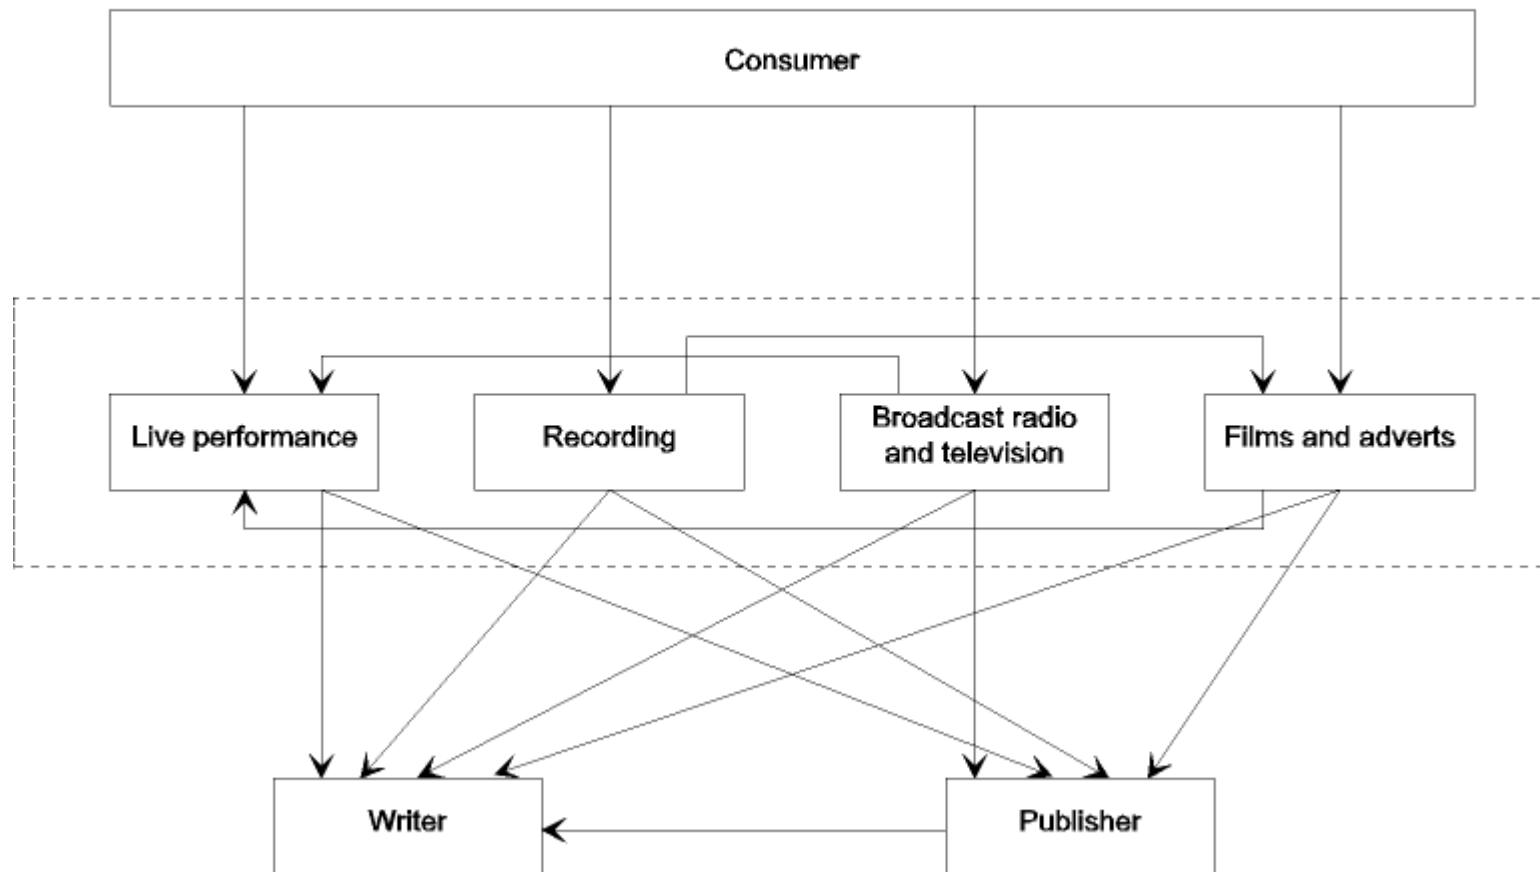 Consumer
Live performance
Recording
Broadcast radio
and television
Films and adverts
Writer
Publisher